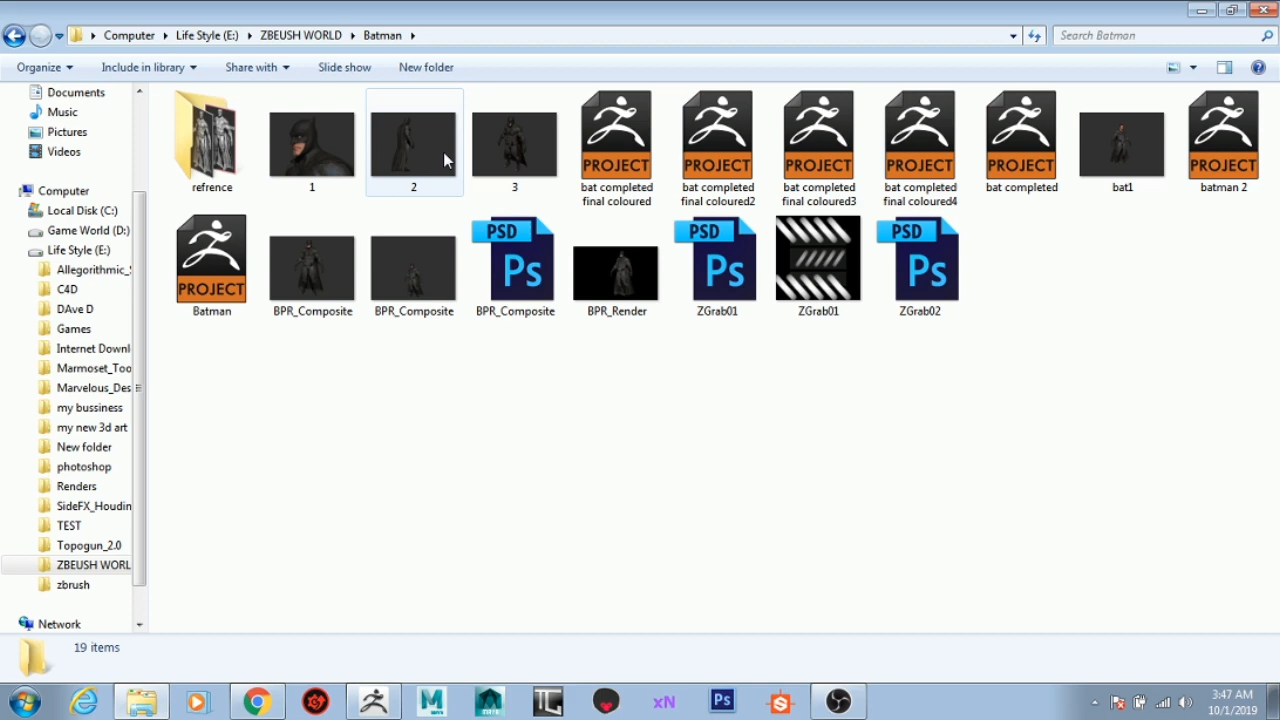 Computer
Life Style (E:)
ZBEUSH WORLD
Batman
Search Batman
Organize
Include in library
Share with
Slide show
New folder
Documents
Music
Pictures
Videos
Computer
Local Disk (C:)
Game World (D:)
Life Style (E:)
Allegorithmic_S
C4D
DAve D
Games
Internet Downl
Marmoset_Too
Marvelous_Des
my bussiness
my new 3d art
New folder
photoshop
Renders
SideFX_Houdin
TEST
Topogun_2.0
ZBEUSH WORL
zbrush
Network
refrence
1
2
3
PROJECT
bat completed
final coloured
PROJECT
bat completed
final coloured2
PROJECT
bat completed
final coloured3
PROJECT
bat completed
final coloured4
PROJECT
bat completed
bat1
PROJECT
batman 2
PROJECT
Batman
BPR_Composite
BPR_Composite
PSD
Ps
BPR_Composite
BPR_Render
PSD
Ps
ZGrab01
ZGrab01
PSD
Ps
ZGrab02
19 items
MAYA
xN
Ps
3:47 AM
10/1/2019